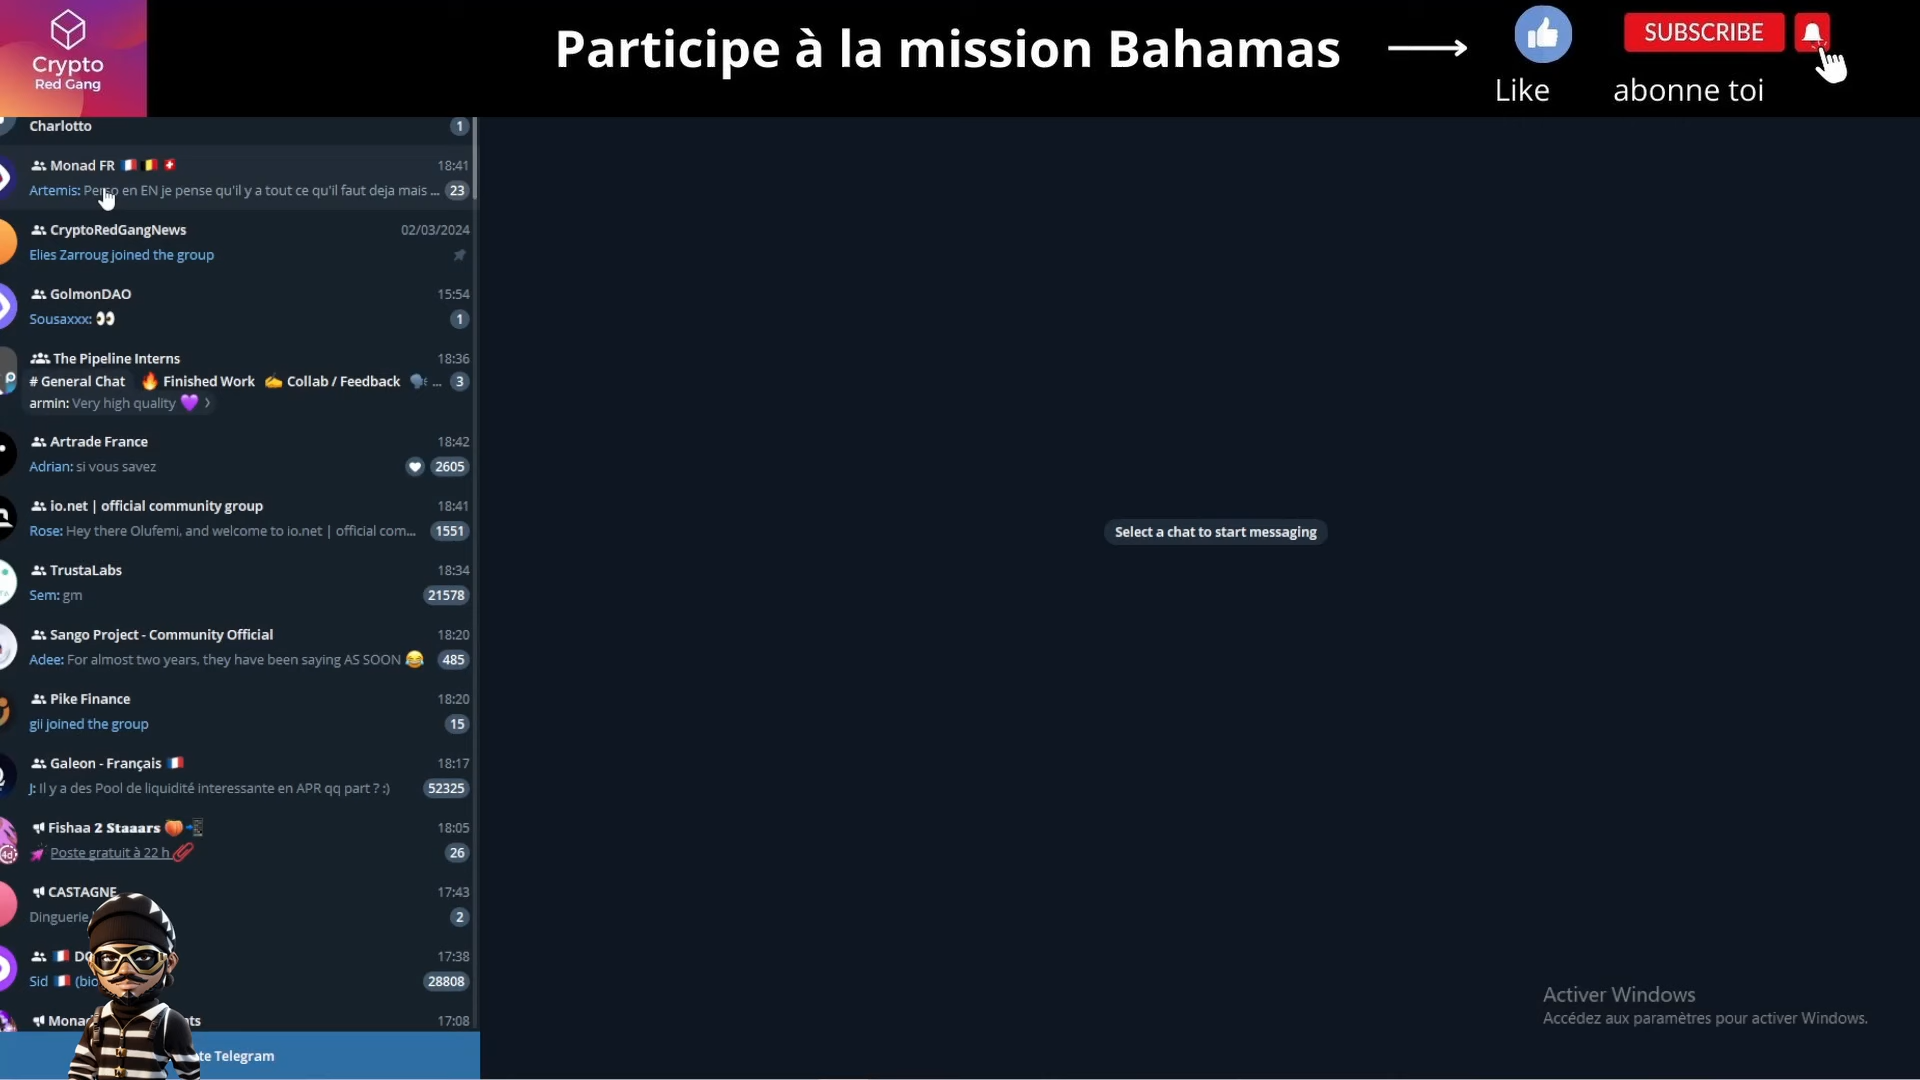 Crypto
Red Gang
Participe à la mission Bahamas
SUBSCRIBE
Like
abonne toi
Charlotto
1
Monad FR 🇫🇷 🇧🇪 🇨🇭
18:41
Artemis: Perso en EN je pense qu'il y a tout ce qu'il faut deja mais ...
23
CryptoRedGangNews
02/03/2024
Elies Zarroug joined the group
GolmonDAO
15:54
Sousaxxx: 👀
1
The Pipeline Interns
18:36
# General Chat 🔥 Finished Work ✍️ Collab / Feedback 🗣️ ...
3
armin: Very high quality 💜 >
Artrade France
18:42
Adrian: si vous savez
2605
io.net | official community group
18:41
Rose: Hey there Olufemi, and welcome to io.net | official com...
1551
TrustaLabs
18:34
Sem: gm
21578
Sango Project - Community Official
18:20
Adee: For almost two years, they have been saying AS SOON 😂
485
Pike Finance
18:20
gii joined the group
15
Galeon - Français 🇫🇷
18:17
J: Il y a des Pool de liquidité interessante en APR qq part ? :)
52325
Fishaa 𝟮 𝗦𝘁𝗮𝗮𝗮𝗿𝘀 🍑📲
18:05
Poste gratuit à 22 h
26
CASTAGNE
17:43
Dinguerie
2
🇫🇷
17:38
Sid 🇫🇷 (bio
28808
17:08
Telegram
Select a chat to start messaging
Activer Windows
Accédez aux paramètres pour activer Windows.